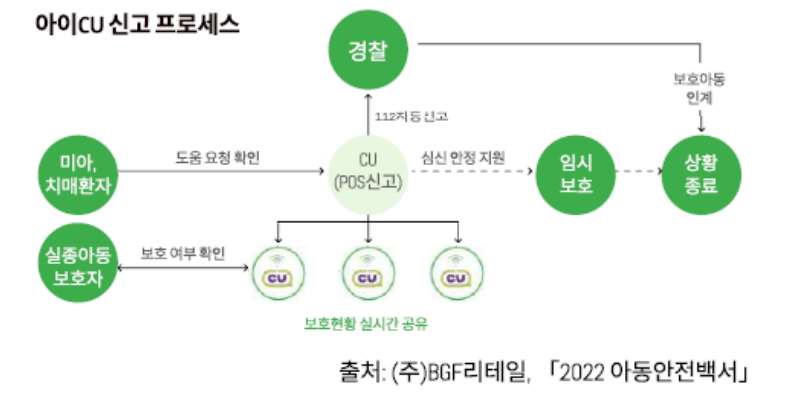 아이CU 신고 프로세스
경찰
보호아동
인계
112자동 신고
미아,
치매환자
도움 요청 확인
CU
(POS신고)
심신 안정 지원
임시
보호
상황
종료
실종아동
보호자
보호 여부 확인
CU
CU
CU
보호현황 실시간 공유
출처: (주)BGF리테일, 「2022 아동안전백서」